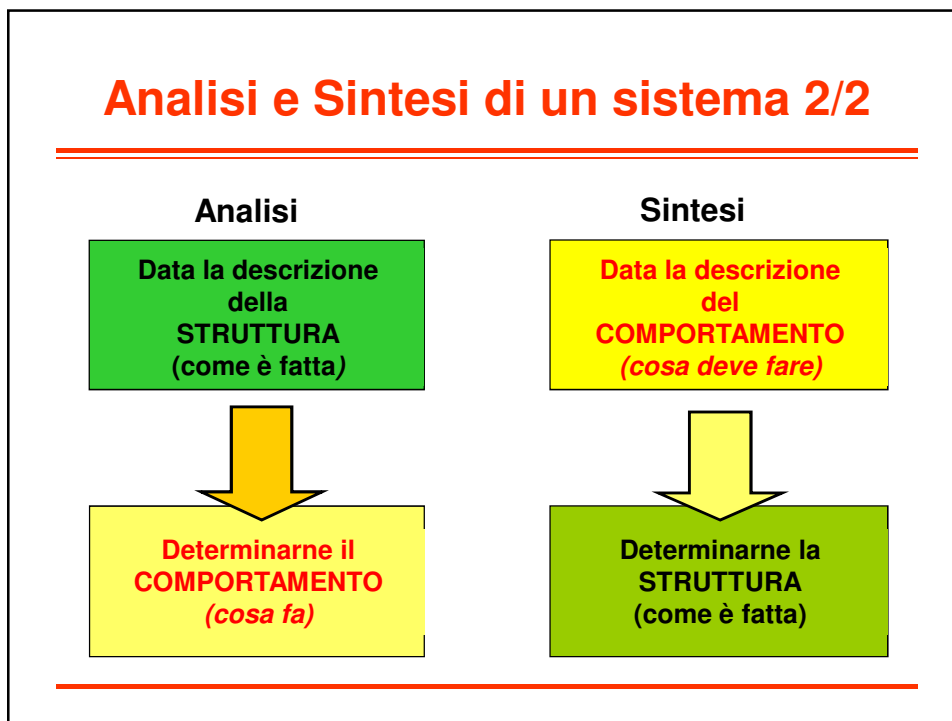 Analisi e Sintesi di un sistema 2/2
Analisi
Data la descrizione
della
STRUTTURA
(come è fatta)
Determinarne il
COMPORTAMENTO
(cosa fa)
Sintesi
Data la descrizione
del
COMPORTAMENTO
(cosa deve fare)
Determinarne la
STRUTTURA
(come è fatta)